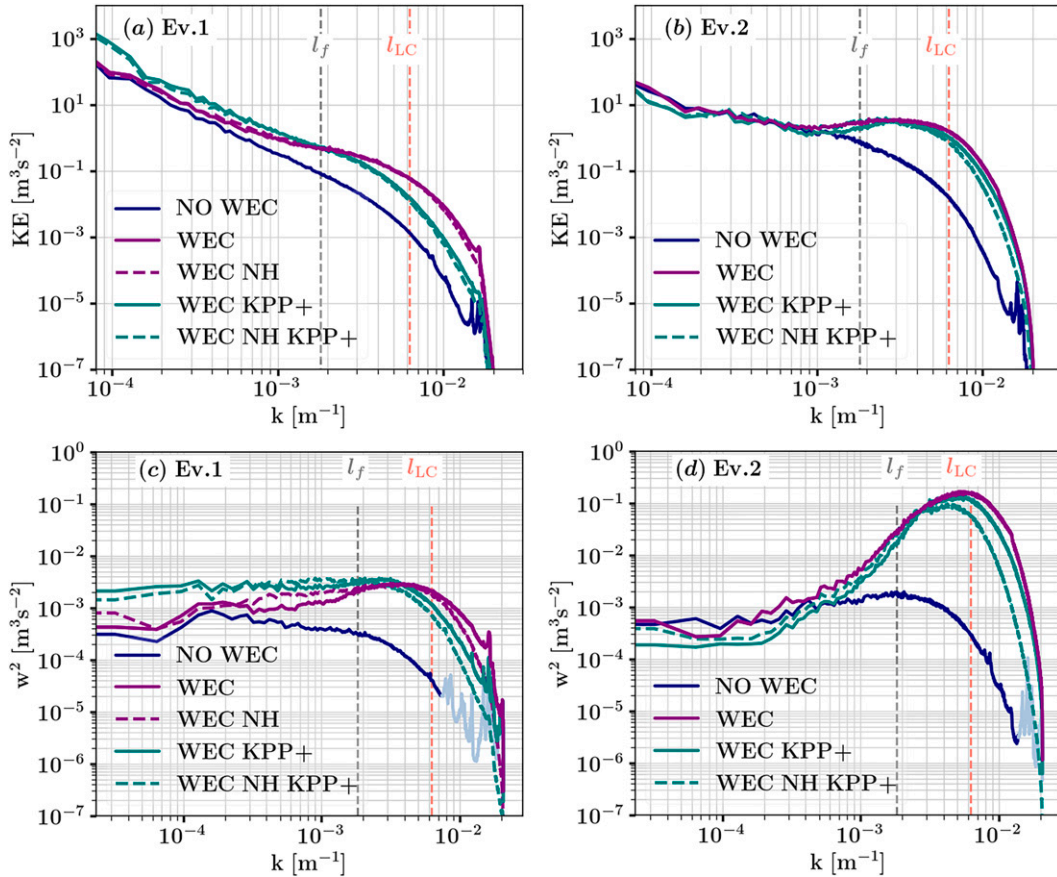 (a) Ev.1
l_f
l_LC
10^3
10^1
10^-1
10^-3
10^-5
10^-7
KE [m^3s^-2]
NO WEC
WEC
WEC NH
WEC KPP+
WEC NH KPP+
10^-4
10^-3
10^-2
k [m^-1]
(b) Ev.2
l_f
l_LC
10^3
10^1
10^-1
10^-3
10^-5
10^-7
KE [m^3s^-2]
NO WEC
WEC
WEC KPP+
WEC NH KPP+
10^-4
10^-3
10^-2
k [m^-1]
(c) Ev.1
l_f
l_LC
10^0
10^-1
10^-2
10^-3
10^-4
10^-5
10^-6
10^-7
w^2 [m^3s^-2]
NO WEC
WEC
WEC NH
WEC KPP+
WEC NH KPP+
10^-4
10^-3
10^-2
k [m^-1]
(d) Ev.2
l_f
l_LC
10^0
10^-1
10^-2
10^-3
10^-4
10^-5
10^-6
10^-7
w^2 [m^3s^-2]
NO WEC
WEC
WEC KPP+
WEC NH KPP+
10^-4
10^-3
10^-2
k [m^-1]